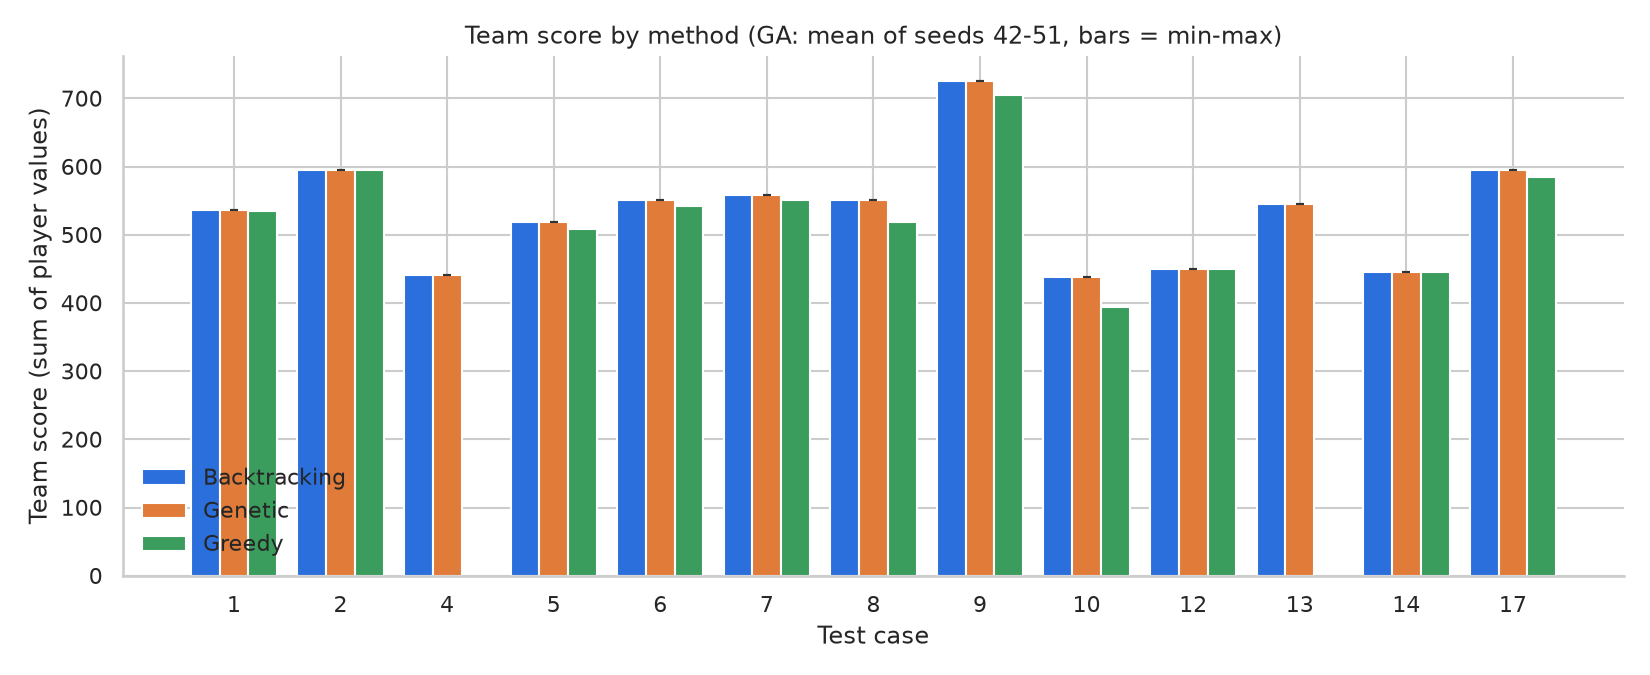 Team score by method (GA: mean of seeds 42-51, bars = min-max)
Team score (sum of player values)
700
600
500
400
300
200
100
0
Backtracking
Genetic
Greedy
1 2 4 5 6 7 8 9 10 12 13 14 17
Test case